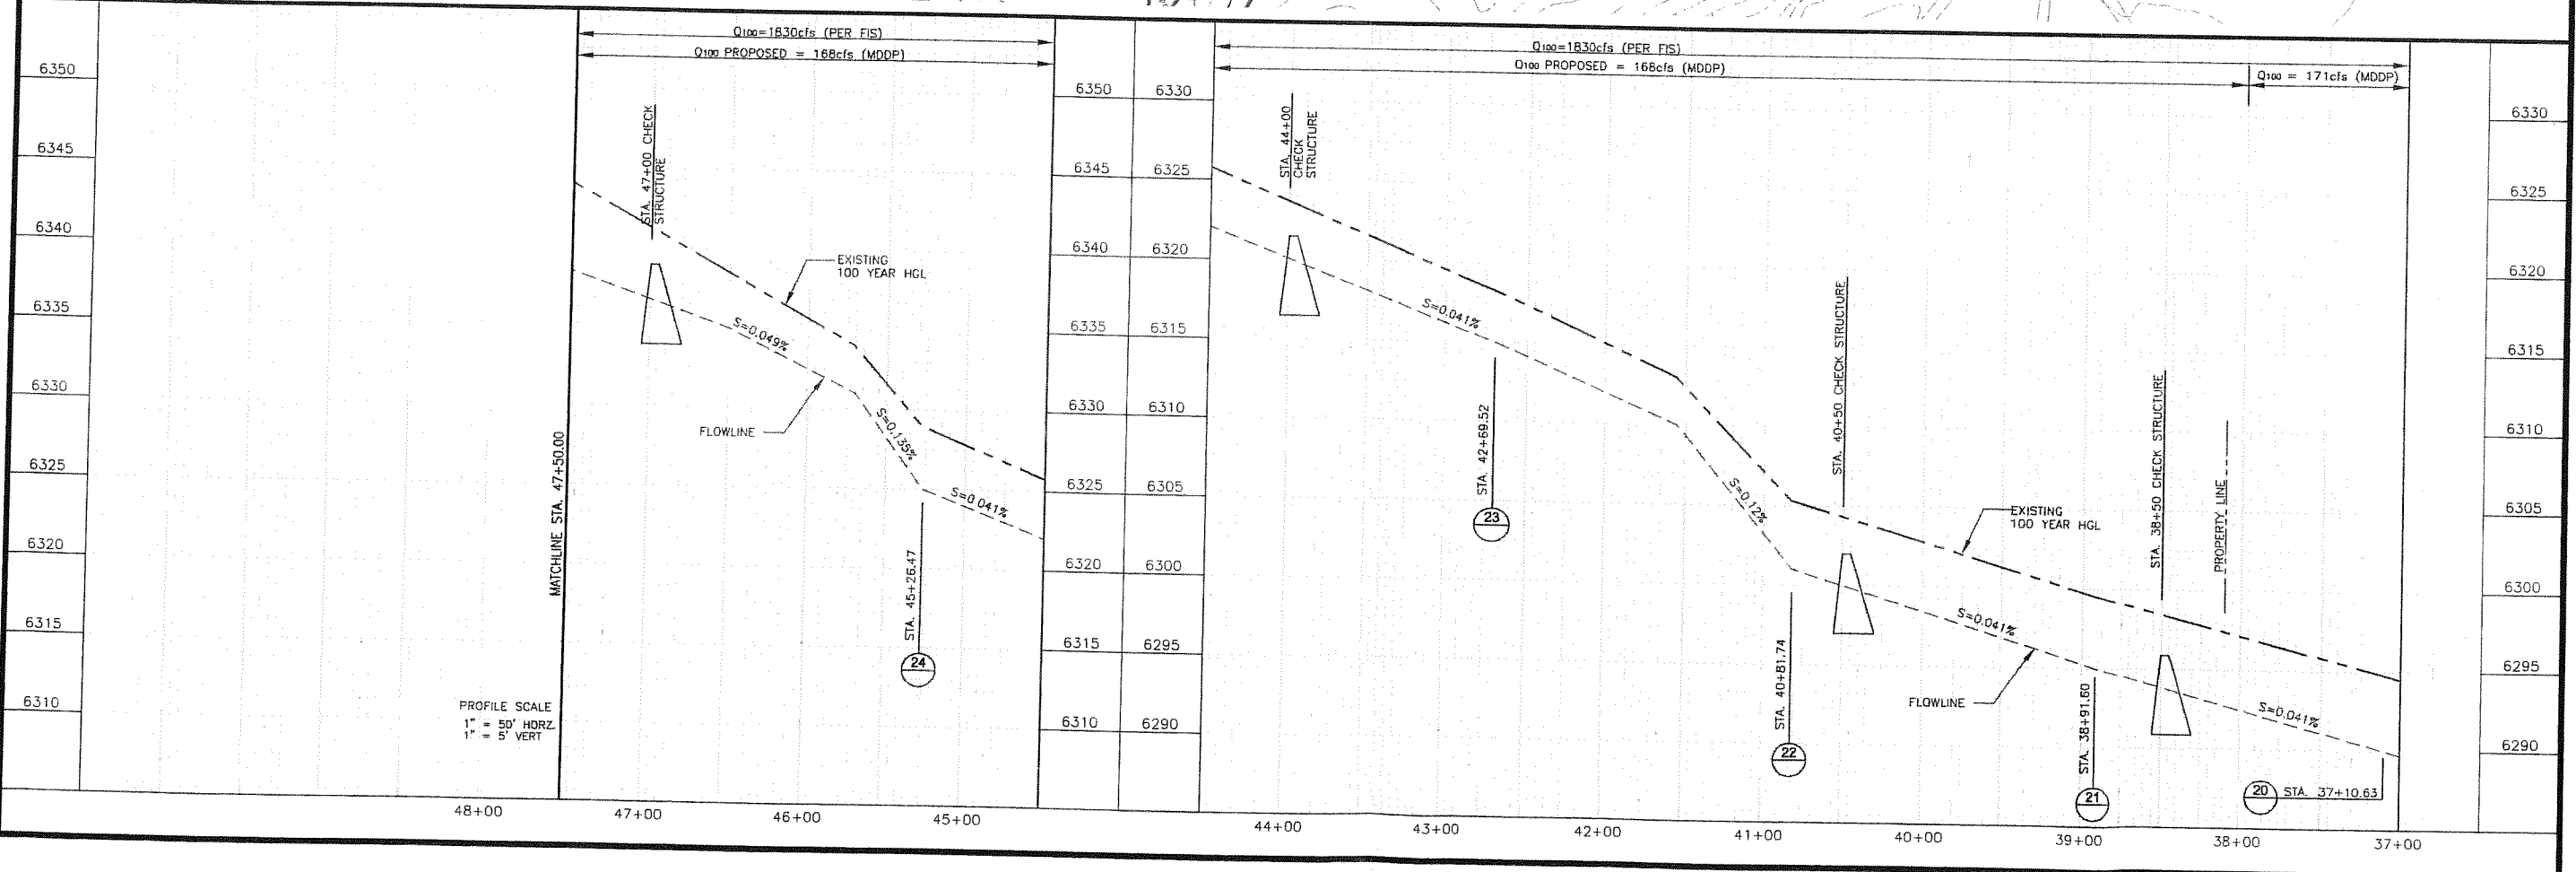 Q100=1830cfs (PER FIS)
Q100 PROPOSED = 168cfs (MDDP)
Q100=1830cfs (PER FIS)
Q100 PROPOSED = 168cfs (MDDP)
Q100 = 171cfs (MDDP)
6350
6345
6340
6335
6330
6325
6320
6315
6310
MATCHLINE STA. 47+50.00
PROFILE SCALE
1" = 50' HORZ.
1" = 5' VERT
STA. 47+00 CHECK
STRUCTURE
EXISTING
100 YEAR HGL
S=0.049%
FLOWLINE
S=0.135%
S=0.041%
STA. 45+26.47
24
6350
6345
6340
6335
6330
6325
6320
6315
6310
6330
6325
6320
6315
6310
6305
6300
6295
6290
STA. 44+00
CHECK
STRUCTURE
S=0.041%
STA. 42+69.52
23
S=0.12%
STA. 40+50 CHECK STRUCTURE
STA. 40+81.74
22
EXISTING
100 YEAR HGL
S=0.041%
FLOWLINE
STA. 38+91.60
21
STA. 38+50 CHECK STRUCTURE
PROPERTY LINE
S=0.041%
20
STA. 37+10.63
6330
6325
6320
6315
6310
6305
6300
6295
6290
48+00
47+00
46+00
45+00
44+00
43+00
42+00
41+00
40+00
39+00
38+00
37+00